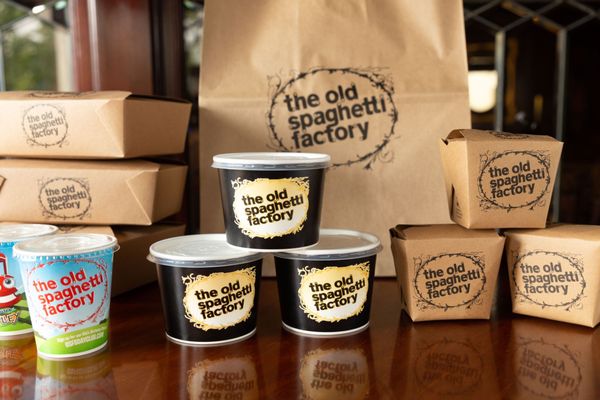 the old
spaghetti
factory
the old
spaghetti
factory
the old
spaghetti
factory
the old
spaghetti
factory
the old
spaghetti
factory
the old
spaghetti
factory
the old
spaghetti
factory
the old
spaghetti
factory
the old
spaghetti
factory
the old
spaghetti
factory